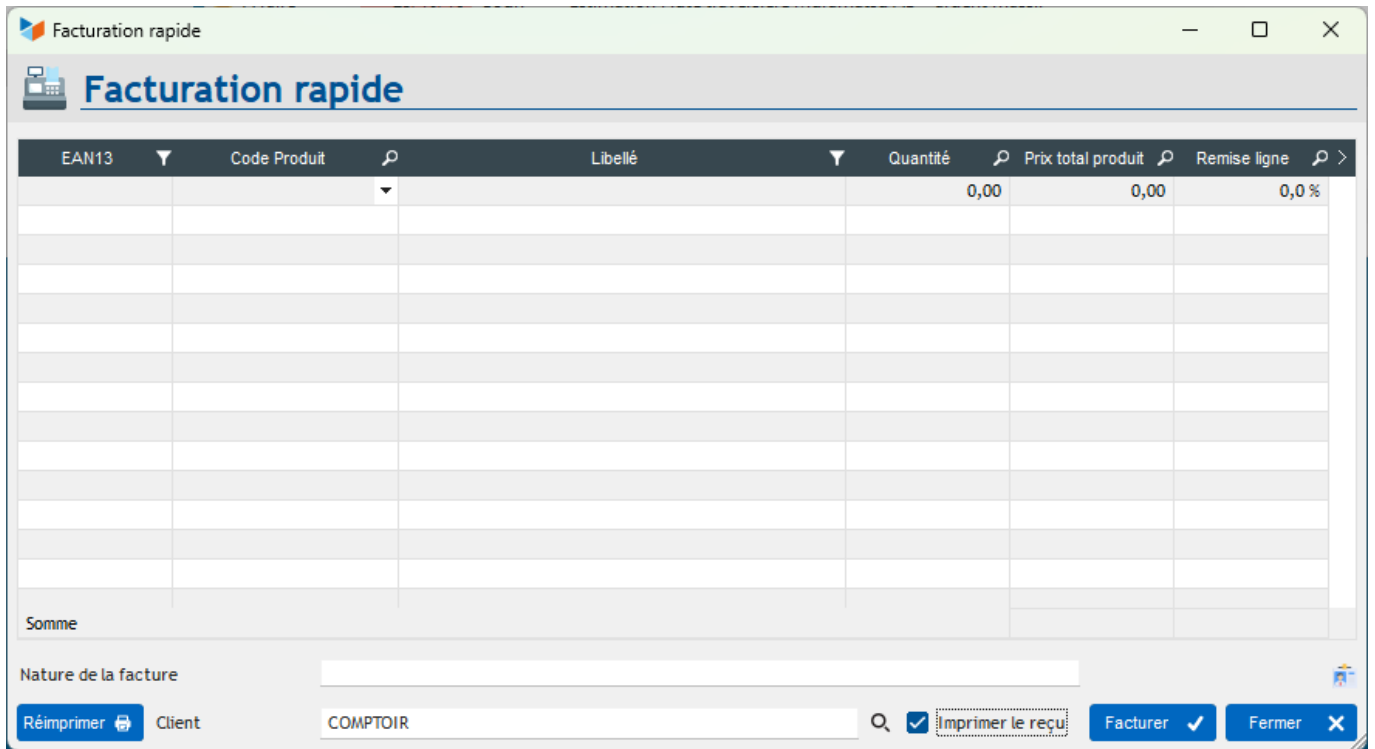 Facturation rapide
Facturation rapide
EAN13 Code Produit Libellé Quantité Prix total produit Remise ligne
0,00 0,00 0,0 %
Somme
Nature de la facture
Réimprimer Client COMPTOIR Imprimer le reçu Facturer Fermer